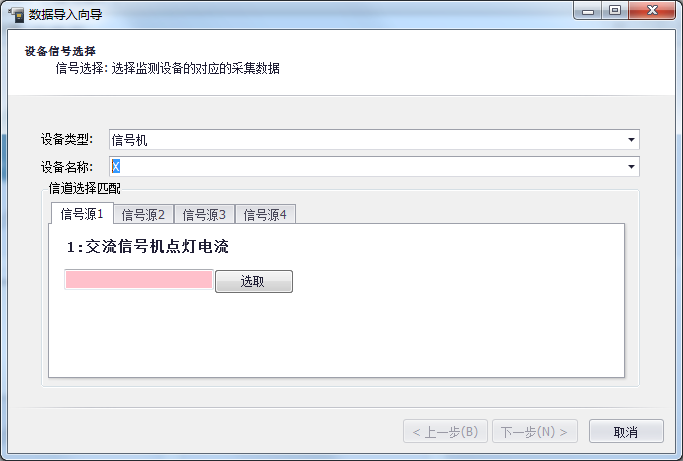 数据导入向导
设备信号选择
信号选择: 选择监测设备的对应的采集数据
设备类型: 信号机
设备名称: X
信道选择匹配
信号源1 信号源2 信号源3 信号源4
1:交流信号机点灯电流
选取
< 上一步(B) 下一步(N) > 取消